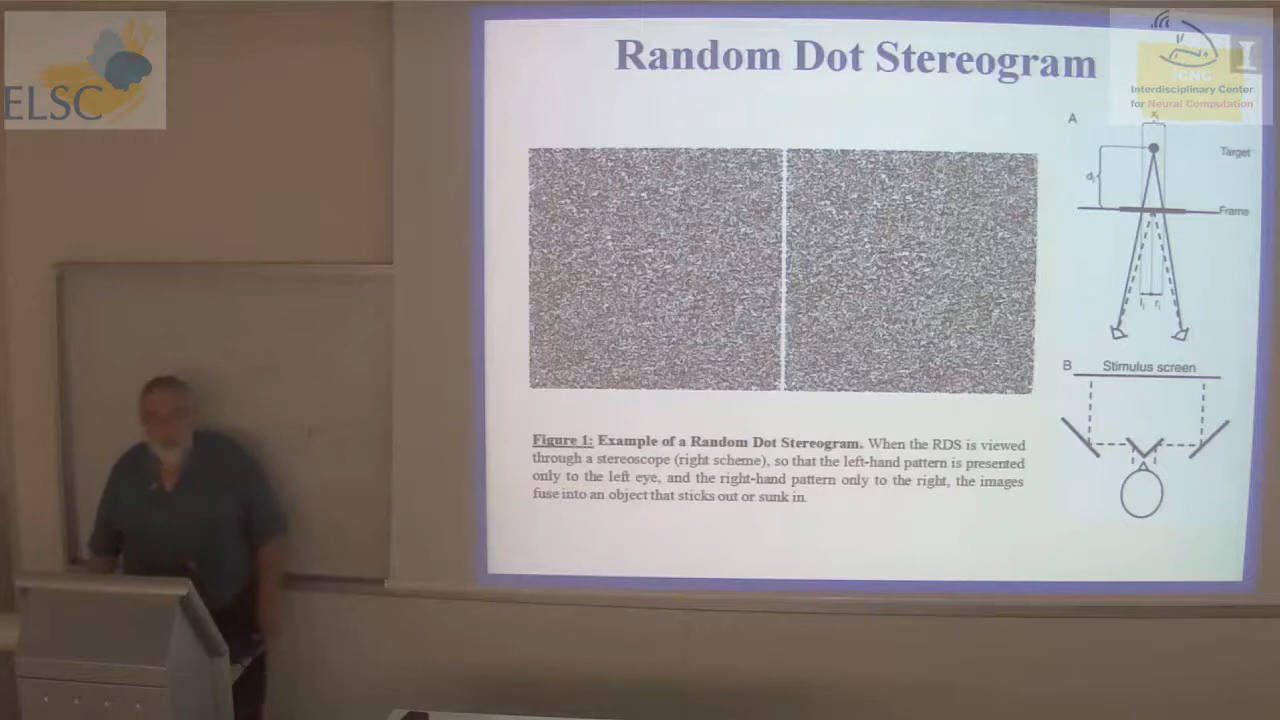 ELSC
Random Dot Stereogram
ICNC
Interdisciplinary Center
for Neural Computation
A
Target
Frame
B
Stimulus screen
Figure 1: Example of a Random Dot Stereogram. When the RDS is viewed
through a stereoscope (right scheme), so that the left-hand pattern is presented
only to the left eye, and the right-hand pattern only to the right, the images
fuse into an object that sticks out or sunk in.